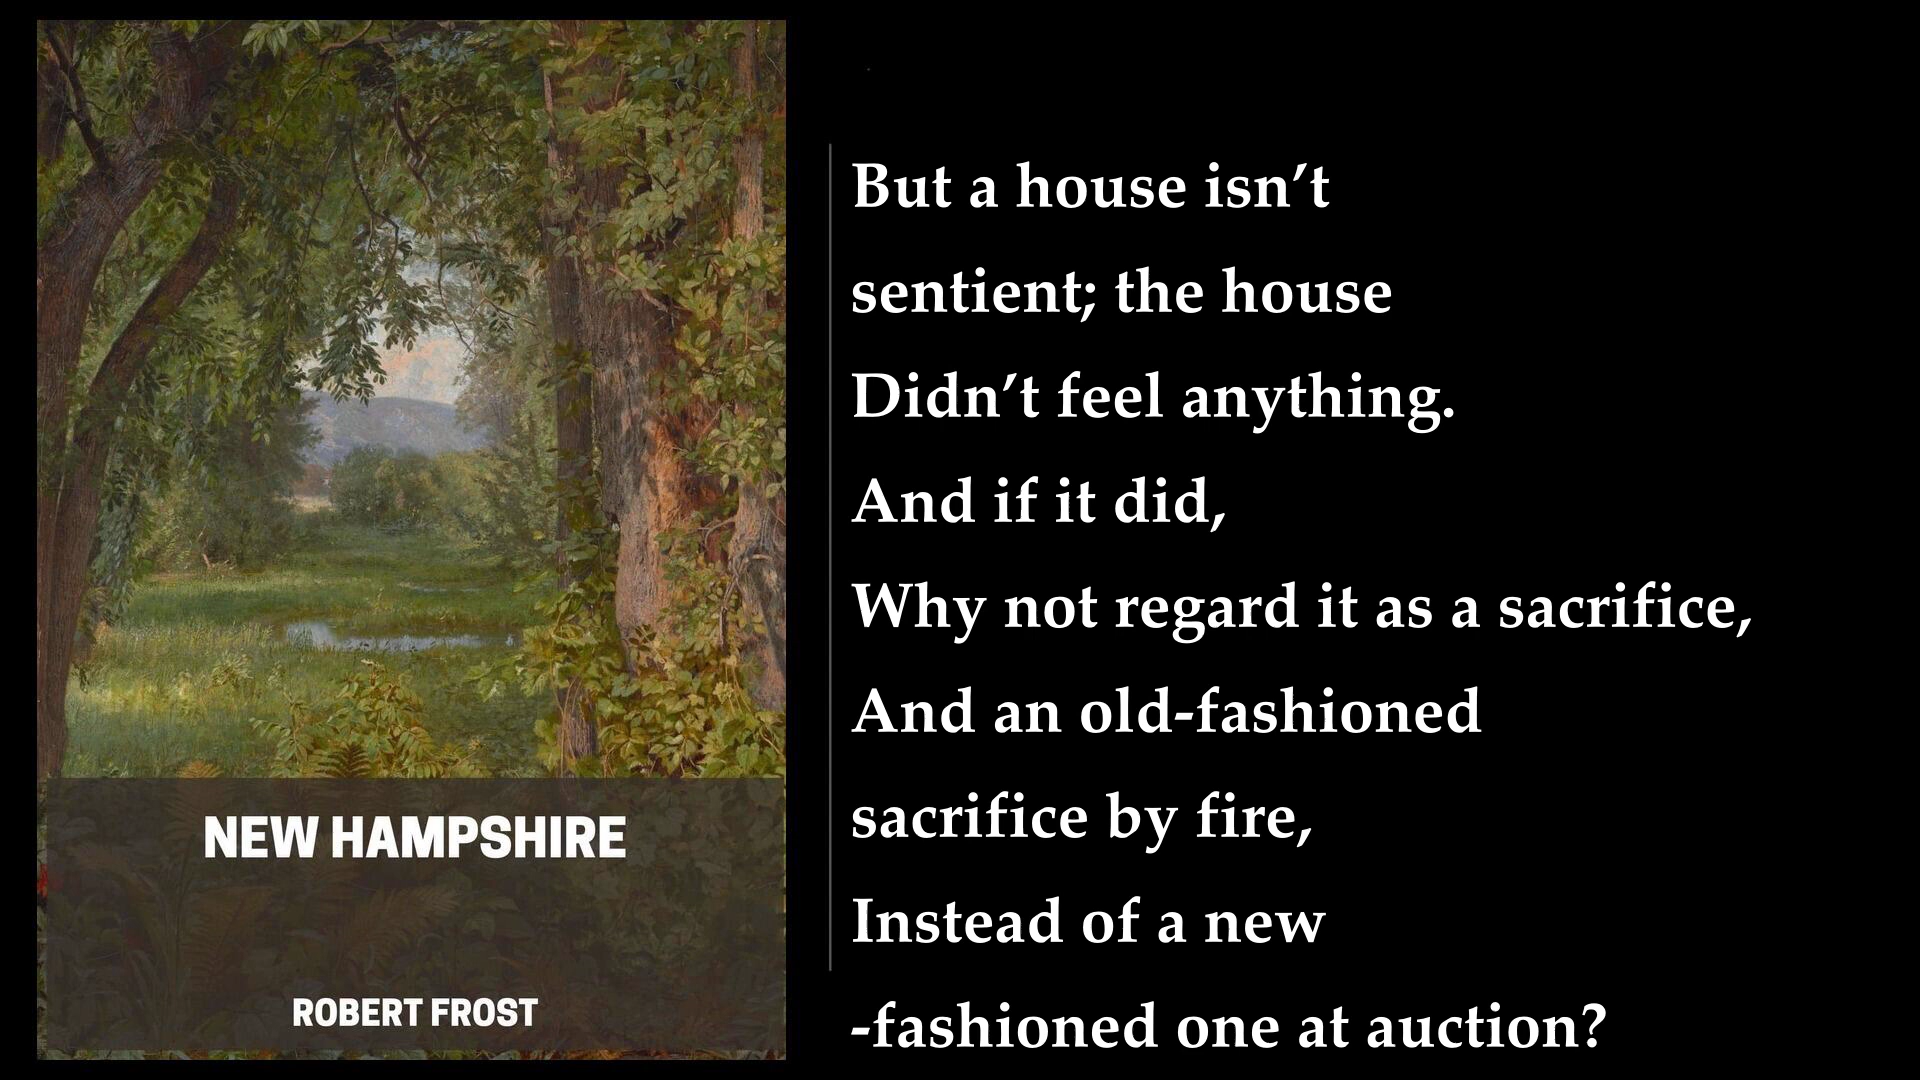 NEW HAMPSHIRE
ROBERT FROST
But a house isn’t
sentient; the house
Didn’t feel anything.
And if it did,
Why not regard it as a sacrifice,
And an old-fashioned
sacrifice by fire,
Instead of a new
-fashioned one at auction?